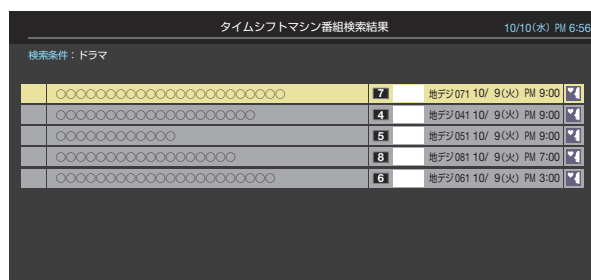 タイムシフトマシン番組検索結果 10/10(水) PM 6:56
検索条件：ドラマ
○○○○○○○○○○○○○○○○○○○○○○○ 7 地デジ071 10/ 9(火) PM 9:00
○○○○○○○○○○○○○○○○○○○○ 4 地デジ041 10/ 9(火) PM 9:00
○○○○○○○○○○○○ 5 地デジ051 10/ 9(火) PM 9:00
○○○○○○○○○○○○○○○○○○ 8 地デジ081 10/ 9(火) PM 7:00
○○○○○○○○○○○○○○○○○○○○○○ 6 地デジ061 10/ 9(火) PM 3:00